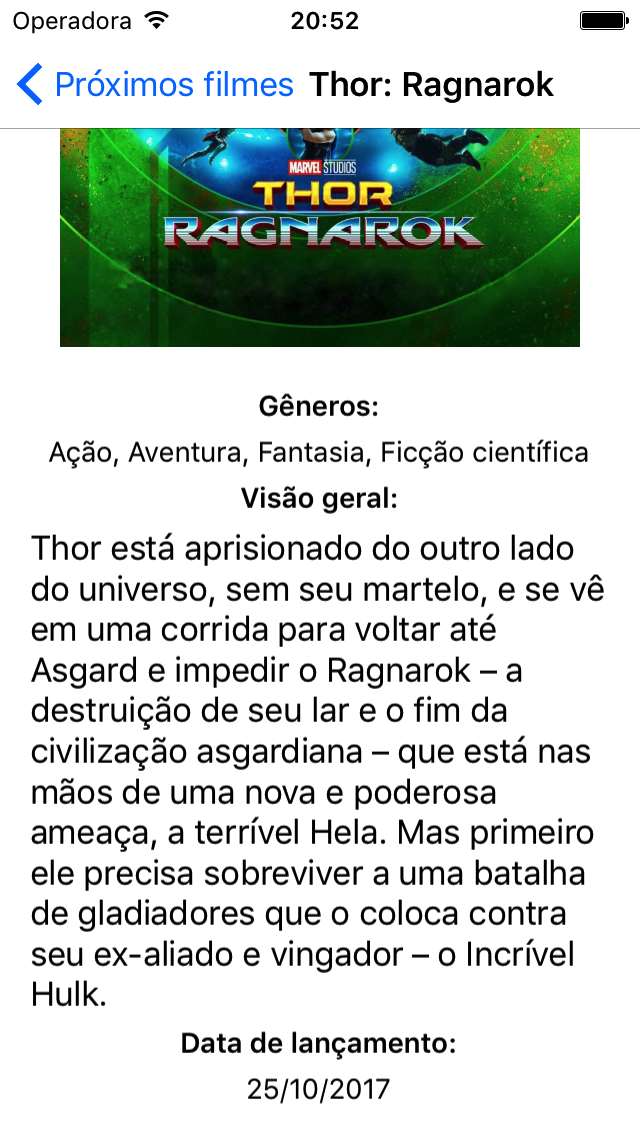 Operadora 20:52
Próximos filmes Thor: Ragnarok
MARVEL STUDIOS
THOR
RAGNAROK
Gêneros:
Ação, Aventura, Fantasia, Ficção científica
Visão geral:
Thor está aprisionado do outro lado
do universo, sem seu martelo, e se vê
em uma corrida para voltar até
Asgard e impedir o Ragnarok – a
destruição de seu lar e o fim da
civilização asgardiana – que está nas
mãos de uma nova e poderosa
ameaça, a terrível Hela. Mas primeiro
ele precisa sobreviver a uma batalha
de gladiadores que o coloca contra
seu ex-aliado e vingador – o Incrível
Hulk.
Data de lançamento:
25/10/2017